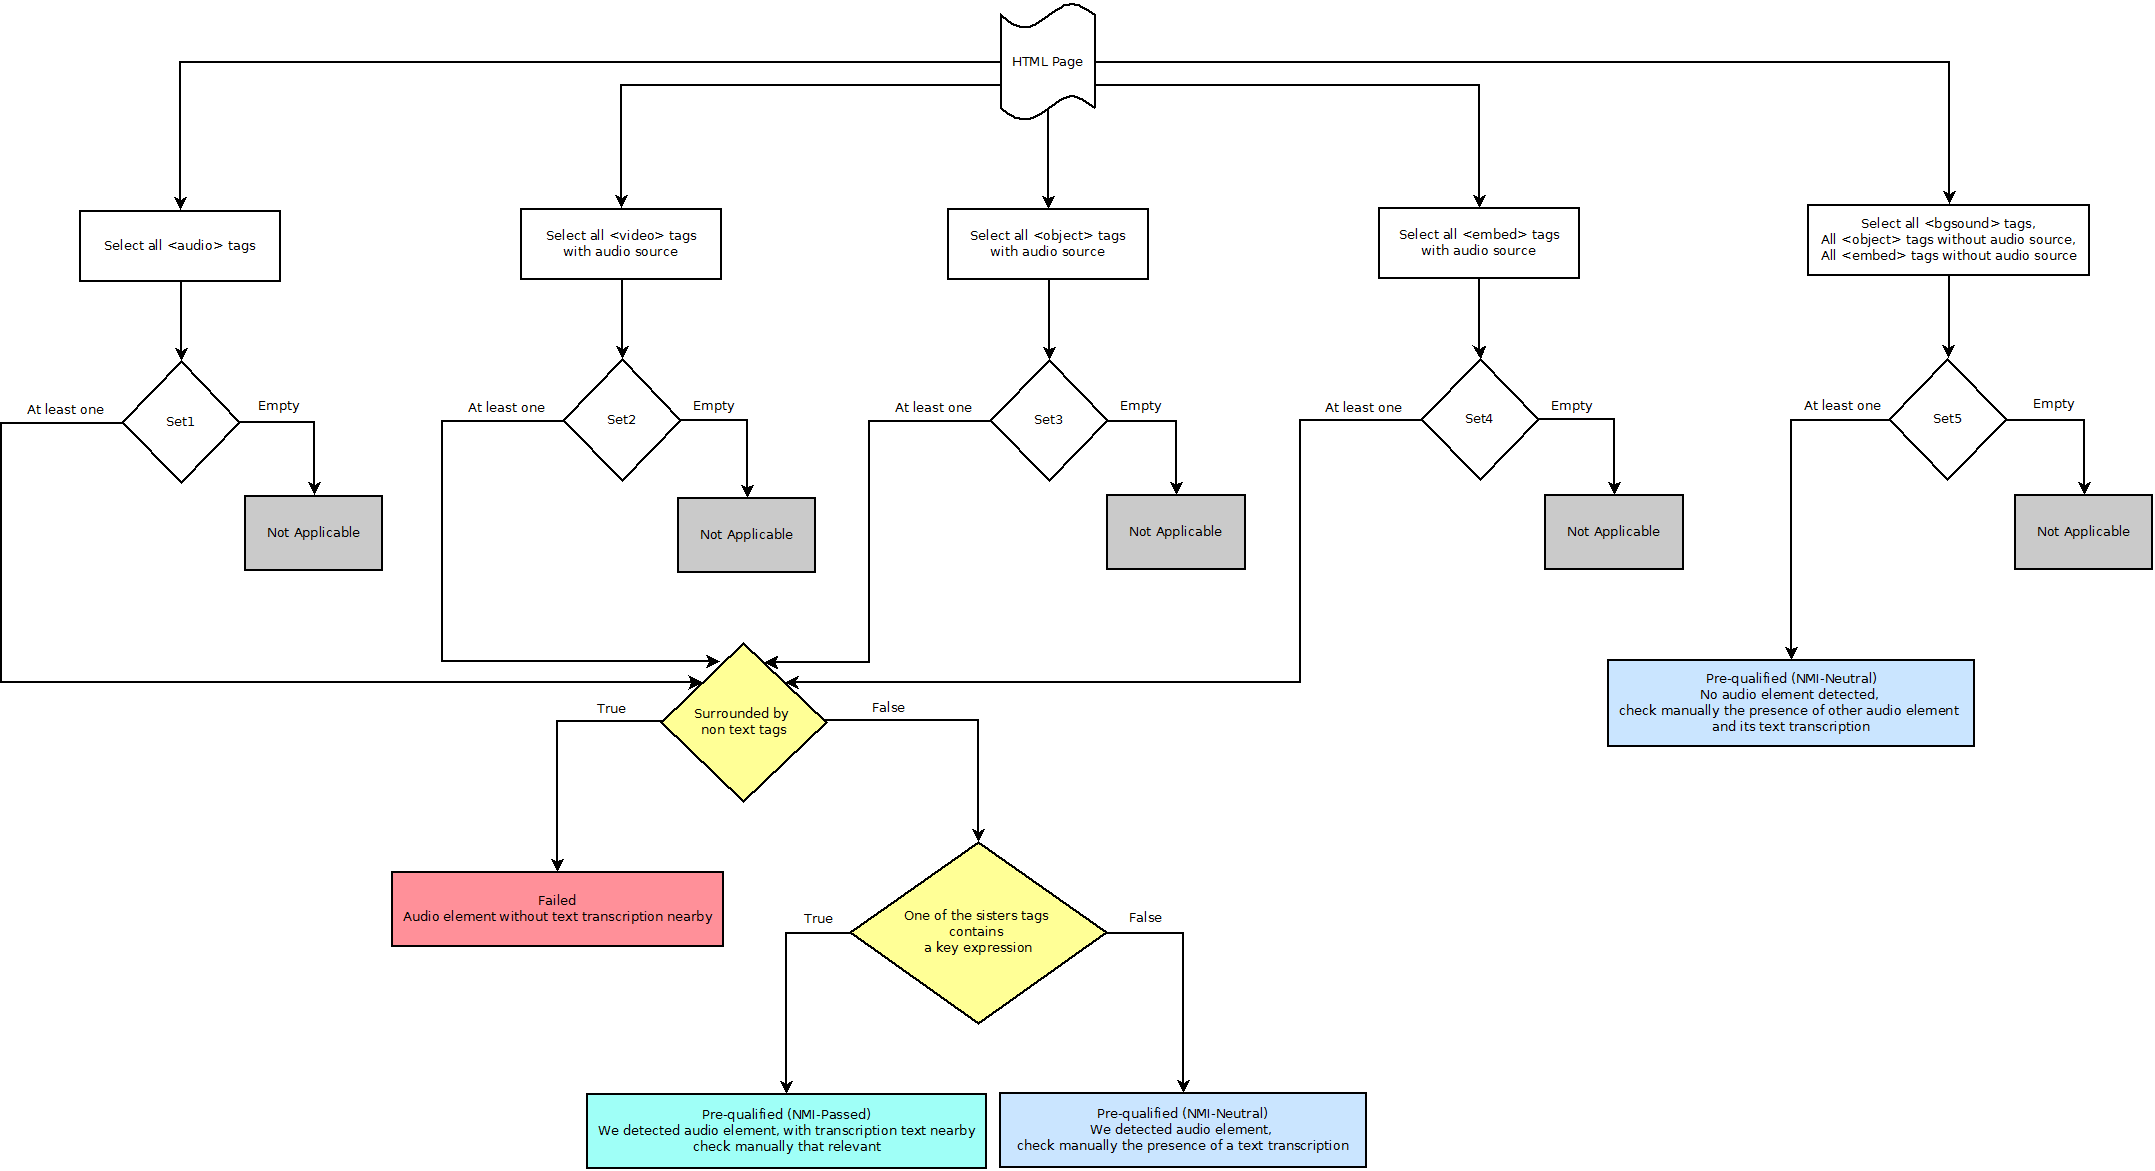 HTML Page
Select all <audio> tags
Select all <video> tags
with audio source
Select all <object> tags
with audio source
Select all <embed> tags
with audio source
Select all <bgsound> tags,
All <object> tags without audio source,
All <embed> tags without audio source
At least one
Set1
Empty
At least one
Set2
Empty
At least one
Set3
Empty
At least one
Set4
Empty
At least one
Set5
Empty
Not Applicable
Not Applicable
Not Applicable
Not Applicable
Not Applicable
True
Surrounded by
non text tags
False
Pre-qualified (NMI-Neutral)
No audio element detected,
check manually the presence of other audio element
and its text transcription
Failed
Audio element without text transcription nearby
True
One of the sisters tags
contains
a key expression
False
Pre-qualified (NMI-Passed)
We detected audio element, with transcription text nearby
check manually that relevant
Pre-qualified (NMI-Neutral)
We detected audio element,
check manually the presence of a text transcription